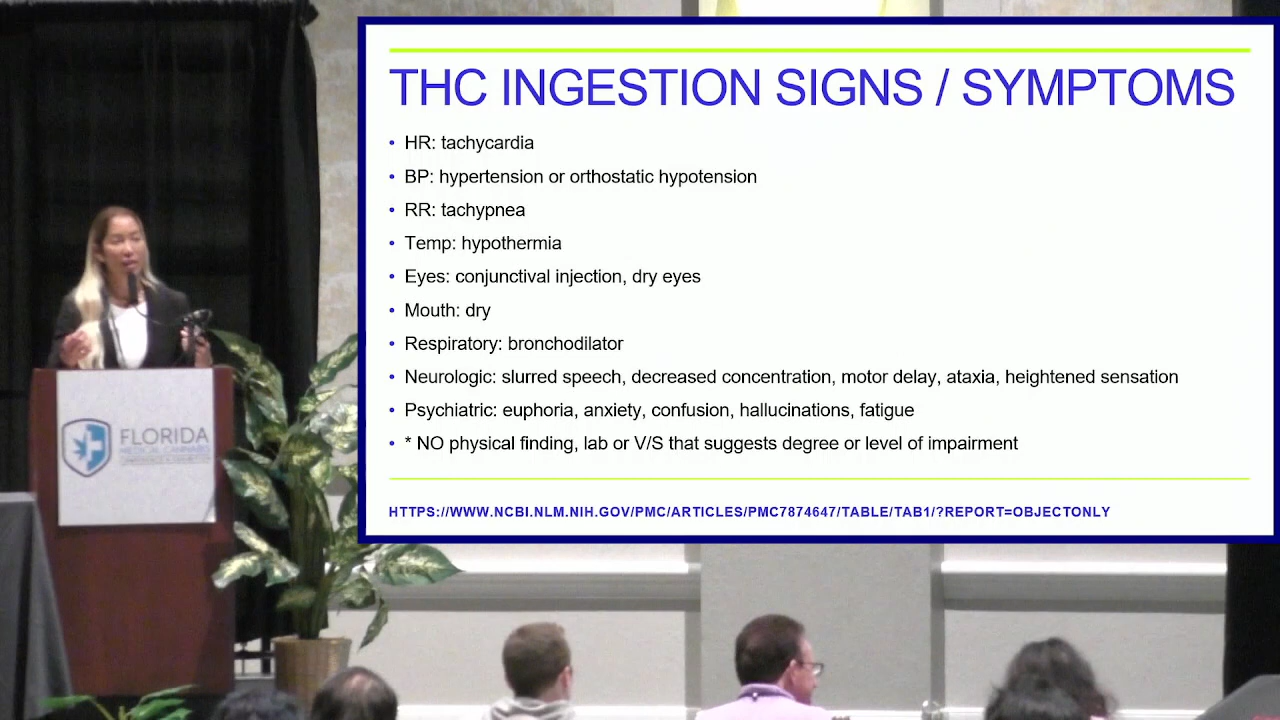 THC INGESTION SIGNS / SYMPTOMS
• HR: tachycardia
• BP: hypertension or orthostatic hypotension
• RR: tachypnea
• Temp: hypothermia
• Eyes: conjunctival injection, dry eyes
• Mouth: dry
• Respiratory: bronchodilator
• Neurologic: slurred speech, decreased concentration, motor delay, ataxia, heightened sensation
• Psychiatric: euphoria, anxiety, confusion, hallucinations, fatigue
• * NO physical finding, lab or V/S that suggests degree or level of impairment
HTTPS://WWW.NCBI.NLM.NIH.GOV/PMC/ARTICLES/PMC7874647/TABLE/TAB1/?REPORT=OBJECTONLY
FLORIDA
MEDICAL CANNABIS